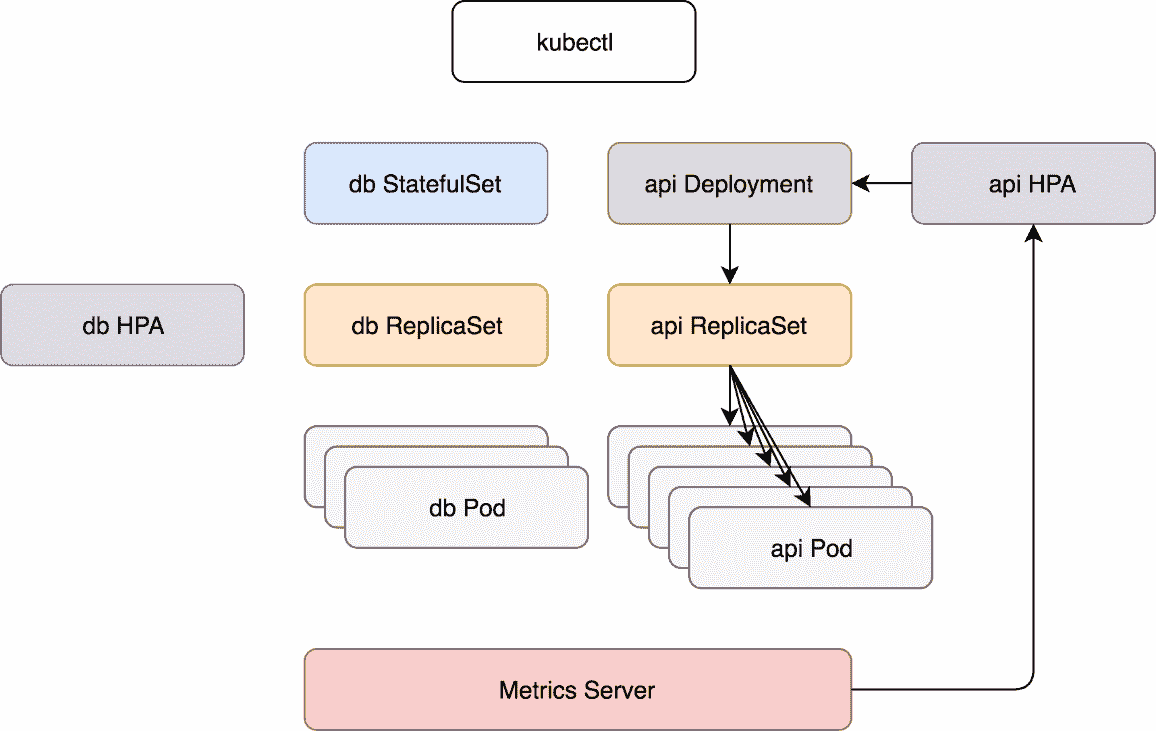 kubectl
db StatefulSet
api Deployment
api HPA
db HPA
db ReplicaSet
api ReplicaSet
db Pod
api Pod
Metrics Server